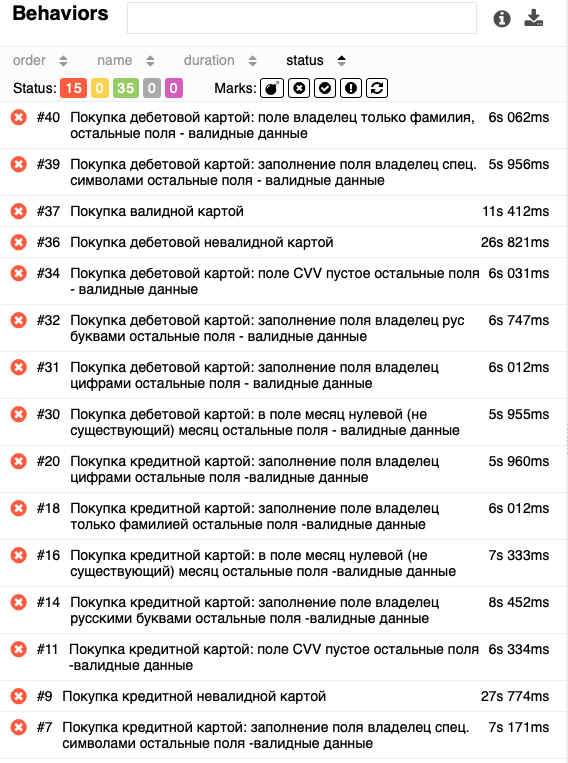 Behaviors
order name duration status
Status: 15 0 35 0 0 Marks:
#40 Покупка дебетовой картой: поле владелец только фамилия, 6s 062ms
остальные поля - валидные данные
#39 Покупка дебетовой картой: заполнение поля владелец спец. 5s 956ms
символами остальные поля - валидные данные
#37 Покупка валидной картой 11s 412ms
#36 Покупка дебетовой невалидной картой 26s 821ms
#34 Покупка дебетовой картой: поле CVV пустое остальные поля 6s 031ms
- валидные данные
#32 Покупка дебетовой картой: заполнение поля владелец рус 6s 747ms
буквами остальные поля - валидные данные
#31 Покупка дебетовой картой: заполнение поля владелец 6s 012ms
цифрами остальные поля - валидные данные
#30 Покупка дебетовой картой: в поле месяц нулевой (не 5s 955ms
существующий) месяц остальные поля - валидные данные
#20 Покупка кредитной картой: заполнение поля владелец 5s 960ms
цифрами остальные поля -валидные данные
#18 Покупка кредитной картой: заполнение поле владелец 6s 012ms
только фамилией остальные поля -валидные данные
#16 Покупка кредитной картой: в поле месяц нулевой (не 7s 333ms
существующий) месяц остальные поля -валидные данные
#14 Покупка кредитной картой: заполнение поле владелец 8s 452ms
русскими буквами остальные поля -валидные данные
#11 Покупка кредитной картой: поле CVV пустое остальные поля 6s 334ms
-валидные данные
#9 Покупка кредитной невалидной картой 27s 774ms
#7 Покупка кредитной картой: заполнение поля владелец спец. 7s 171ms
символами остальные поля -валидные данные